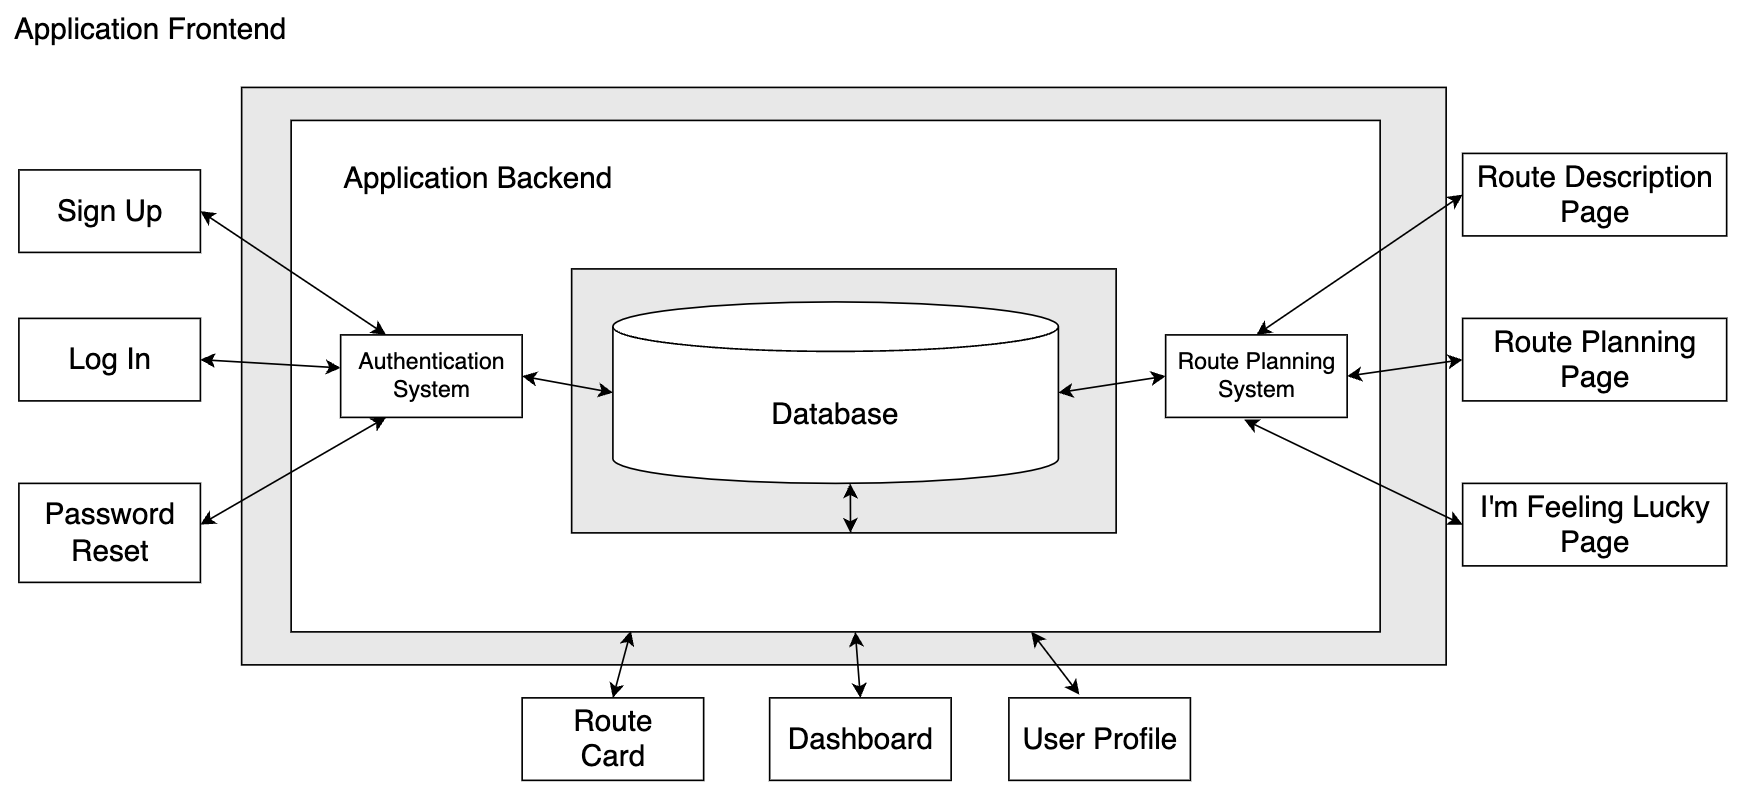 Application Frontend
Application Backend
Sign Up
Log In
Password
Reset
Authentication
System
Database
Route Planning
System
Route Description
Page
Route Planning
Page
I'm Feeling Lucky
Page
Route
Card
Dashboard
User Profile